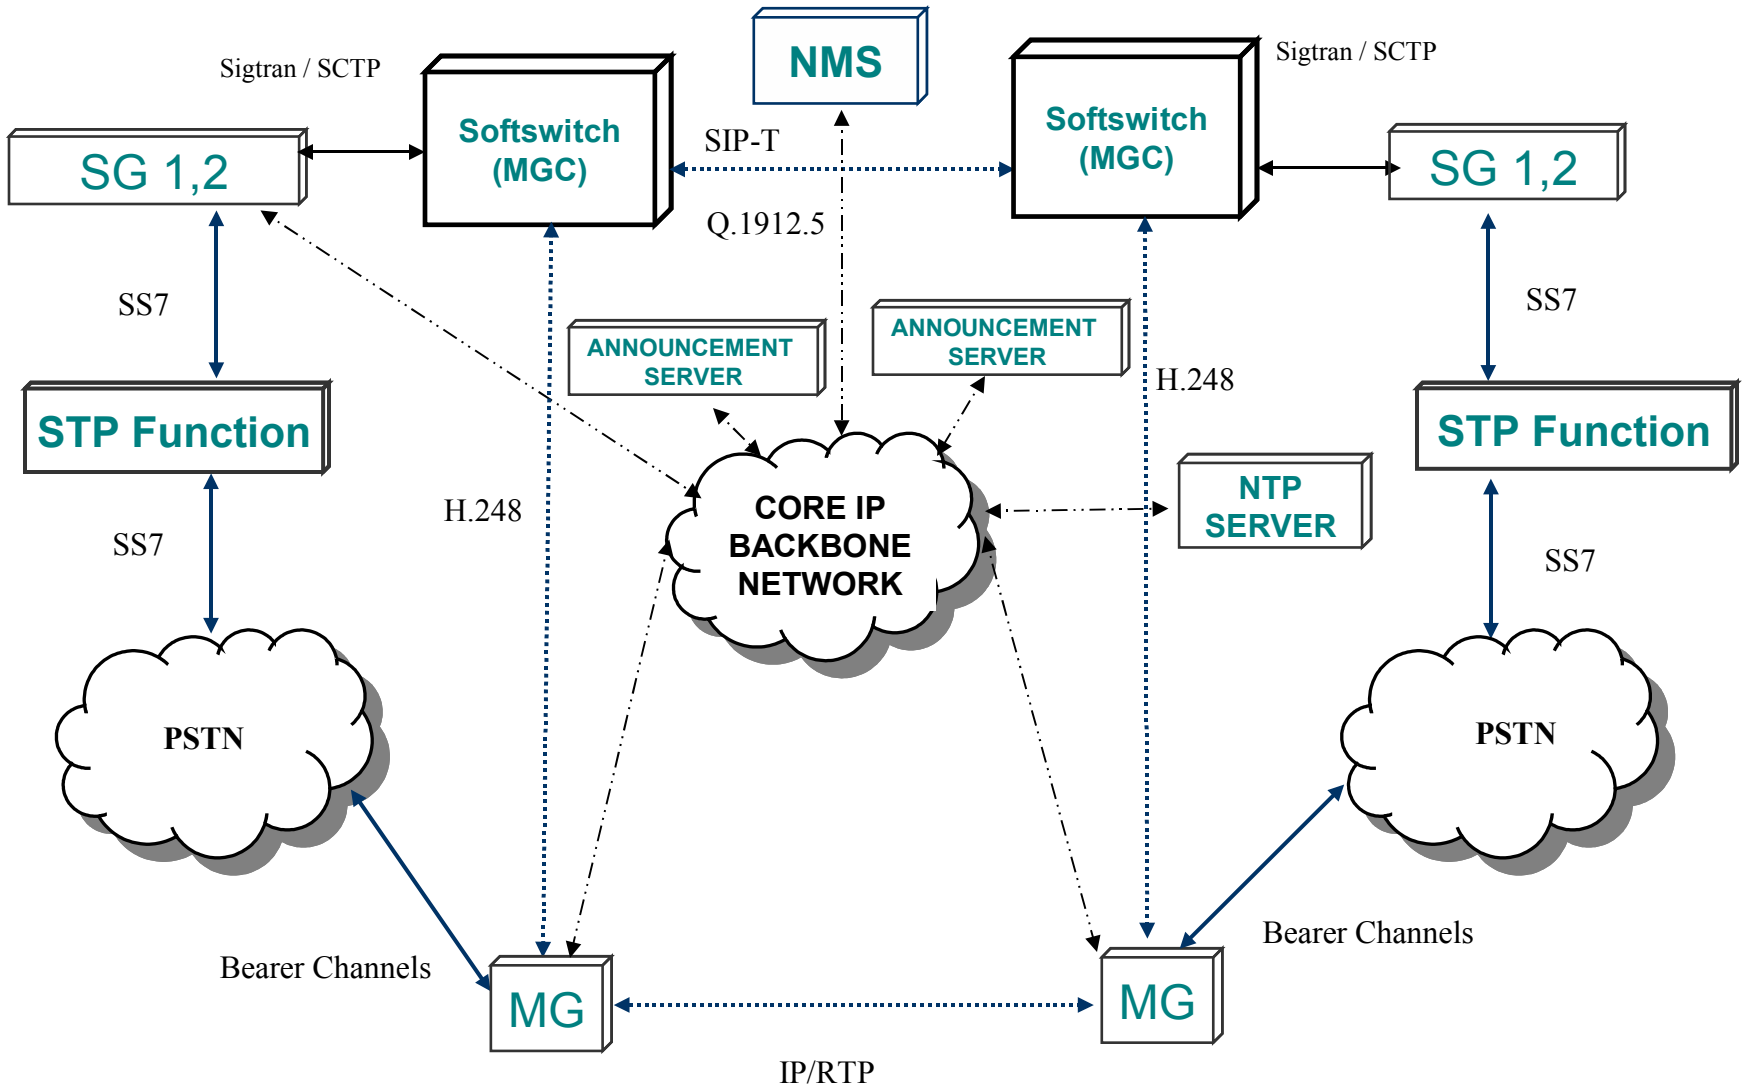 NMS
Sigtran / SCTP
Sigtran / SCTP
Softswitch
(MGC)
Softswitch
(MGC)
SIP-T
SG 1,2
SG 1,2
Q.1912.5
SS7
SS7
ANNOUNCEMENT
SERVER
ANNOUNCEMENT
SERVER
H.248
STP Function
STP Function
H.248
CORE IP
BACKBONE
NETWORK
NTP
SERVER
SS7
SS7
PSTN
PSTN
Bearer Channels
Bearer Channels
MG
MG
IP/RTP